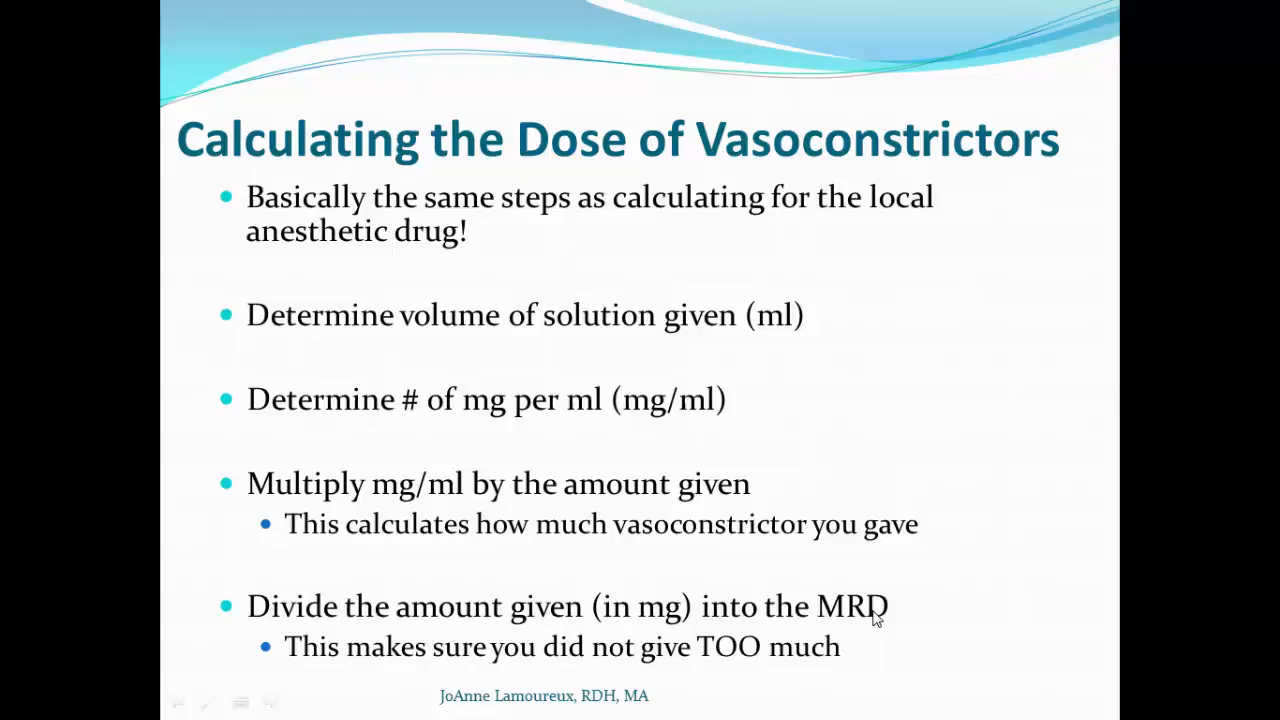 Calculating the Dose of Vasoconstrictors
Basically the same steps as calculating for the local
anesthetic drug!
Determine volume of solution given (ml)
Determine # of mg per ml (mg/ml)
Multiply mg/ml by the amount given
This calculates how much vasoconstrictor you gave
Divide the amount given (in mg) into the MRD
This makes sure you did not give TOO much
JoAnne Lamoureux, RDH, MA